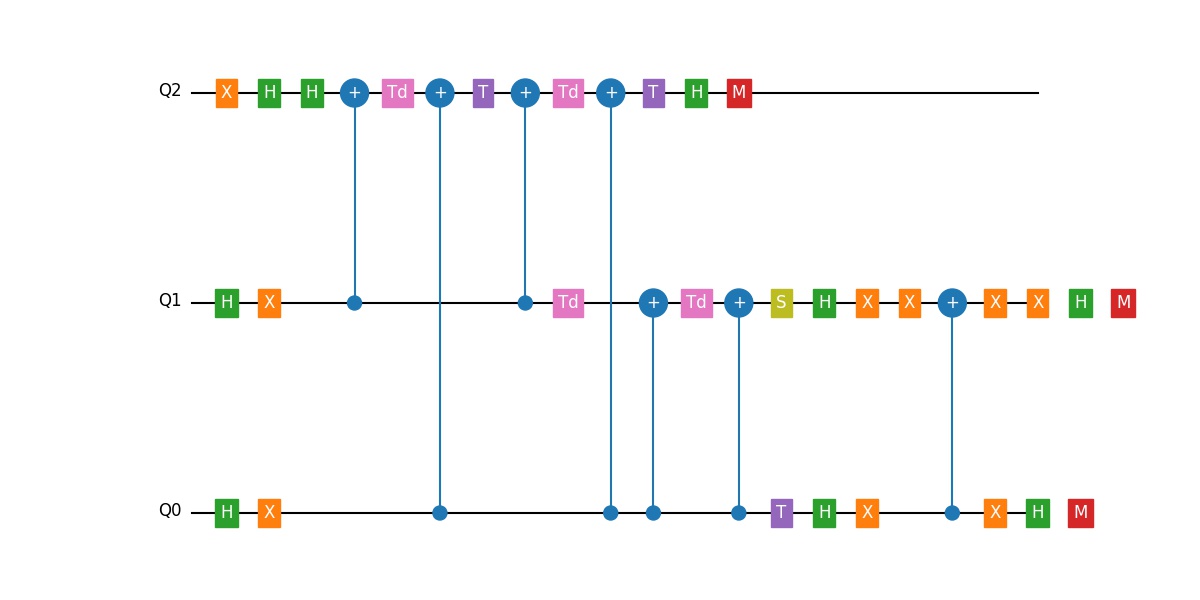 Q2 X H H + Td + T + Td + T H M
Q1 H X Td + Td + S H X X + X X H M
Q0 H X T H X X H M